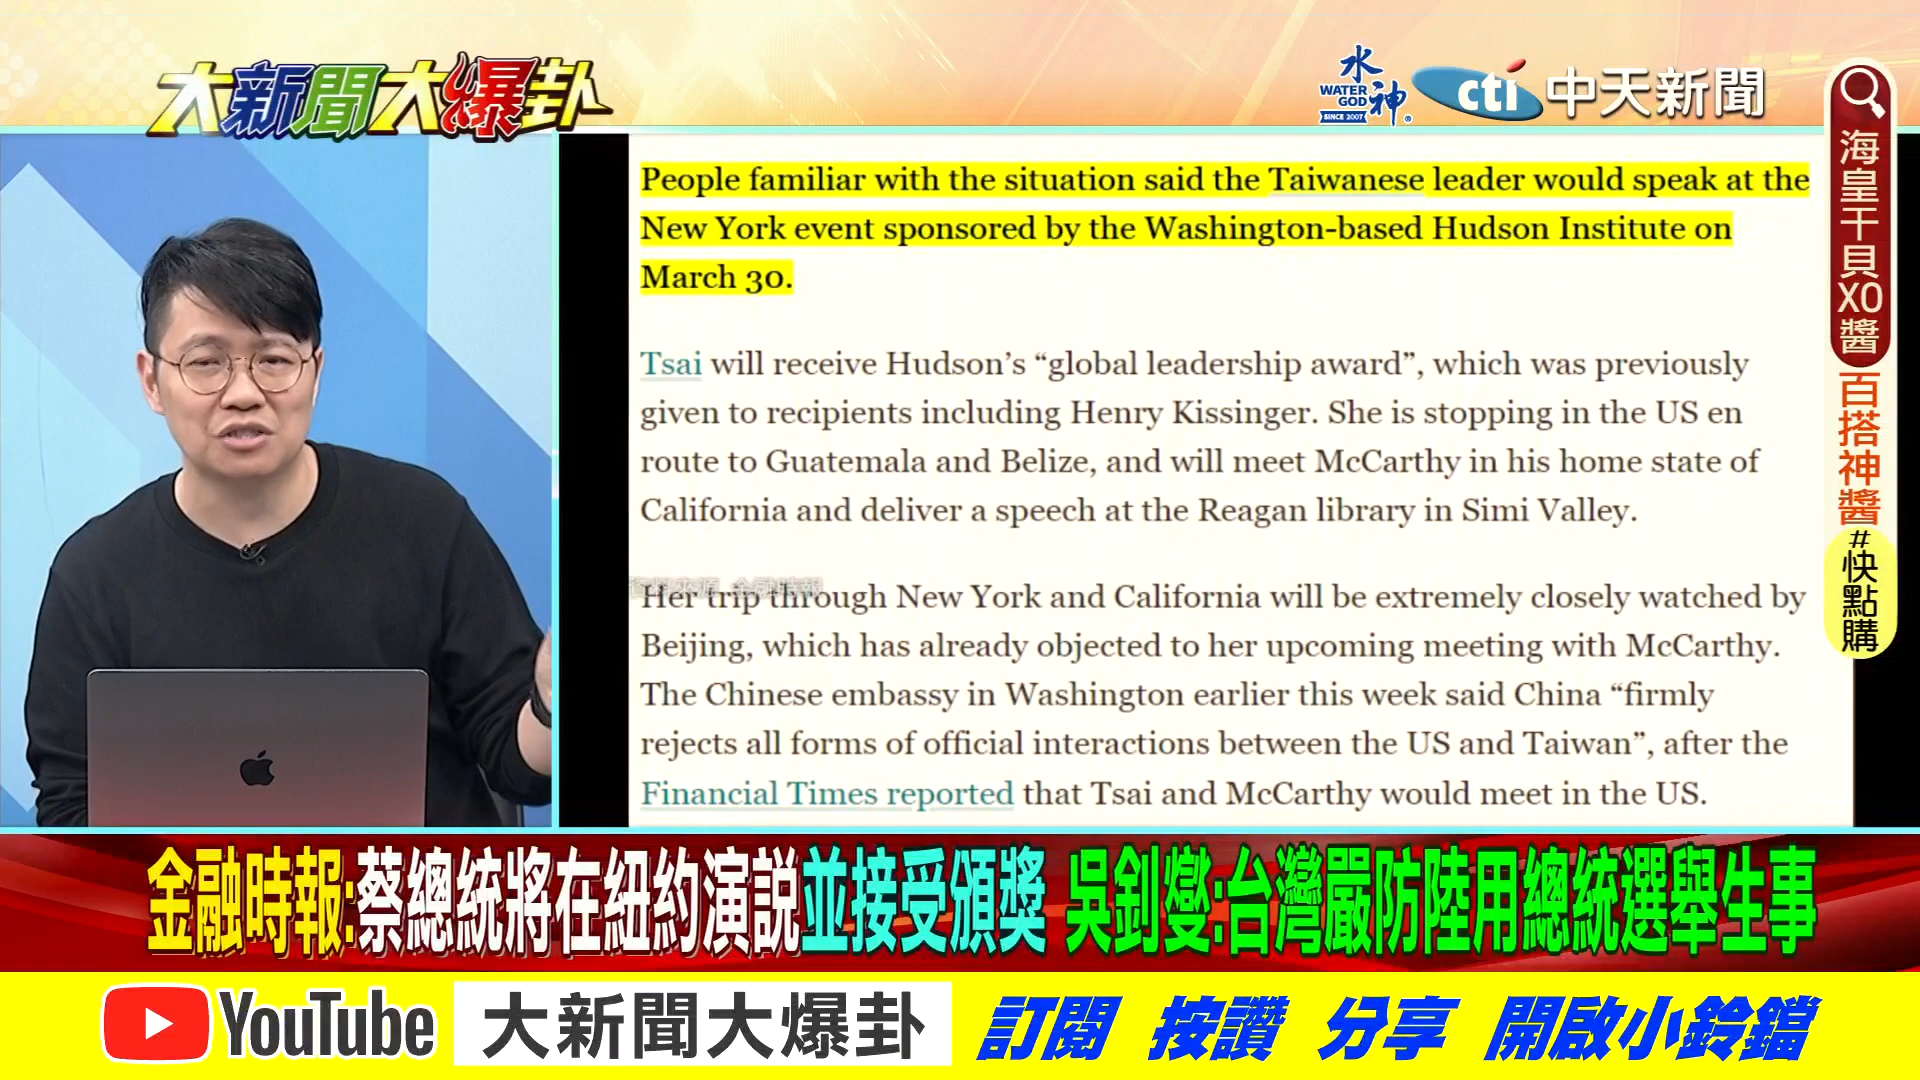 大新聞大爆卦
水神
WATER GOD
SINCE 2007
cti 中天新聞
People familiar with the situation said the Taiwanese leader would speak at the
New York event sponsored by the Washington-based Hudson Institute on
March 30.
Tsai will receive Hudson's “global leadership award”, which was previously
given to recipients including Henry Kissinger. She is stopping in the US en
route to Guatemala and Belize, and will meet McCarthy in his home state of
California and deliver a speech at the Reagan library in Simi Valley.
資料來源 金融時報
Her trip through New York and California will be extremely closely watched by
Beijing, which has already objected to her upcoming meeting with McCarthy.
The Chinese embassy in Washington earlier this week said China “firmly
rejects all forms of official interactions between the US and Taiwan”, after the
Financial Times reported that Tsai and McCarthy would meet in the US.
海皇干貝XO醬
百搭神醬
#快點購
金融時報:蔡總統將在紐約演説並接受頒獎 吳釗燮:台灣嚴防陸用總統選舉生事
YouTube 大新聞大爆卦 訂閱 按讚 分享 開啟小鈴鐺